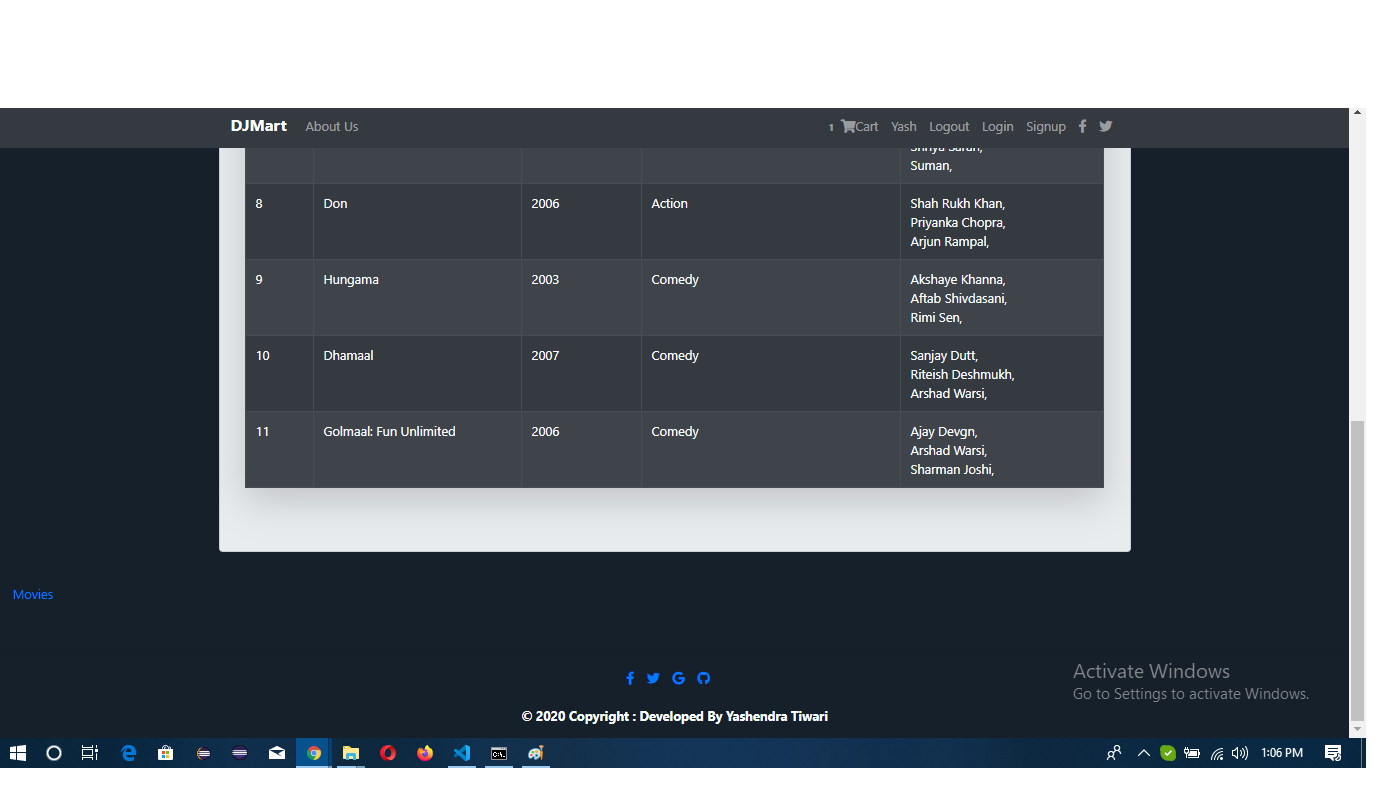 DJMart About Us 1 Cart Yash Logout Login Signup
Suman,
8 Don 2006 Action Shah Rukh Khan,
Priyanka Chopra,
Arjun Rampal,
9 Hungama 2003 Comedy Akshaye Khanna,
Aftab Shivdasani,
Rimi Sen,
10 Dhamaal 2007 Comedy Sanjay Dutt,
Riteish Deshmukh,
Arshad Warsi,
11 Golmaal: Fun Unlimited 2006 Comedy Ajay Devgn,
Arshad Warsi,
Sharman Joshi,
Movies
Activate Windows
Go to Settings to activate Windows.
© 2020 Copyright : Developed By Yashendra Tiwari
1:06 PM